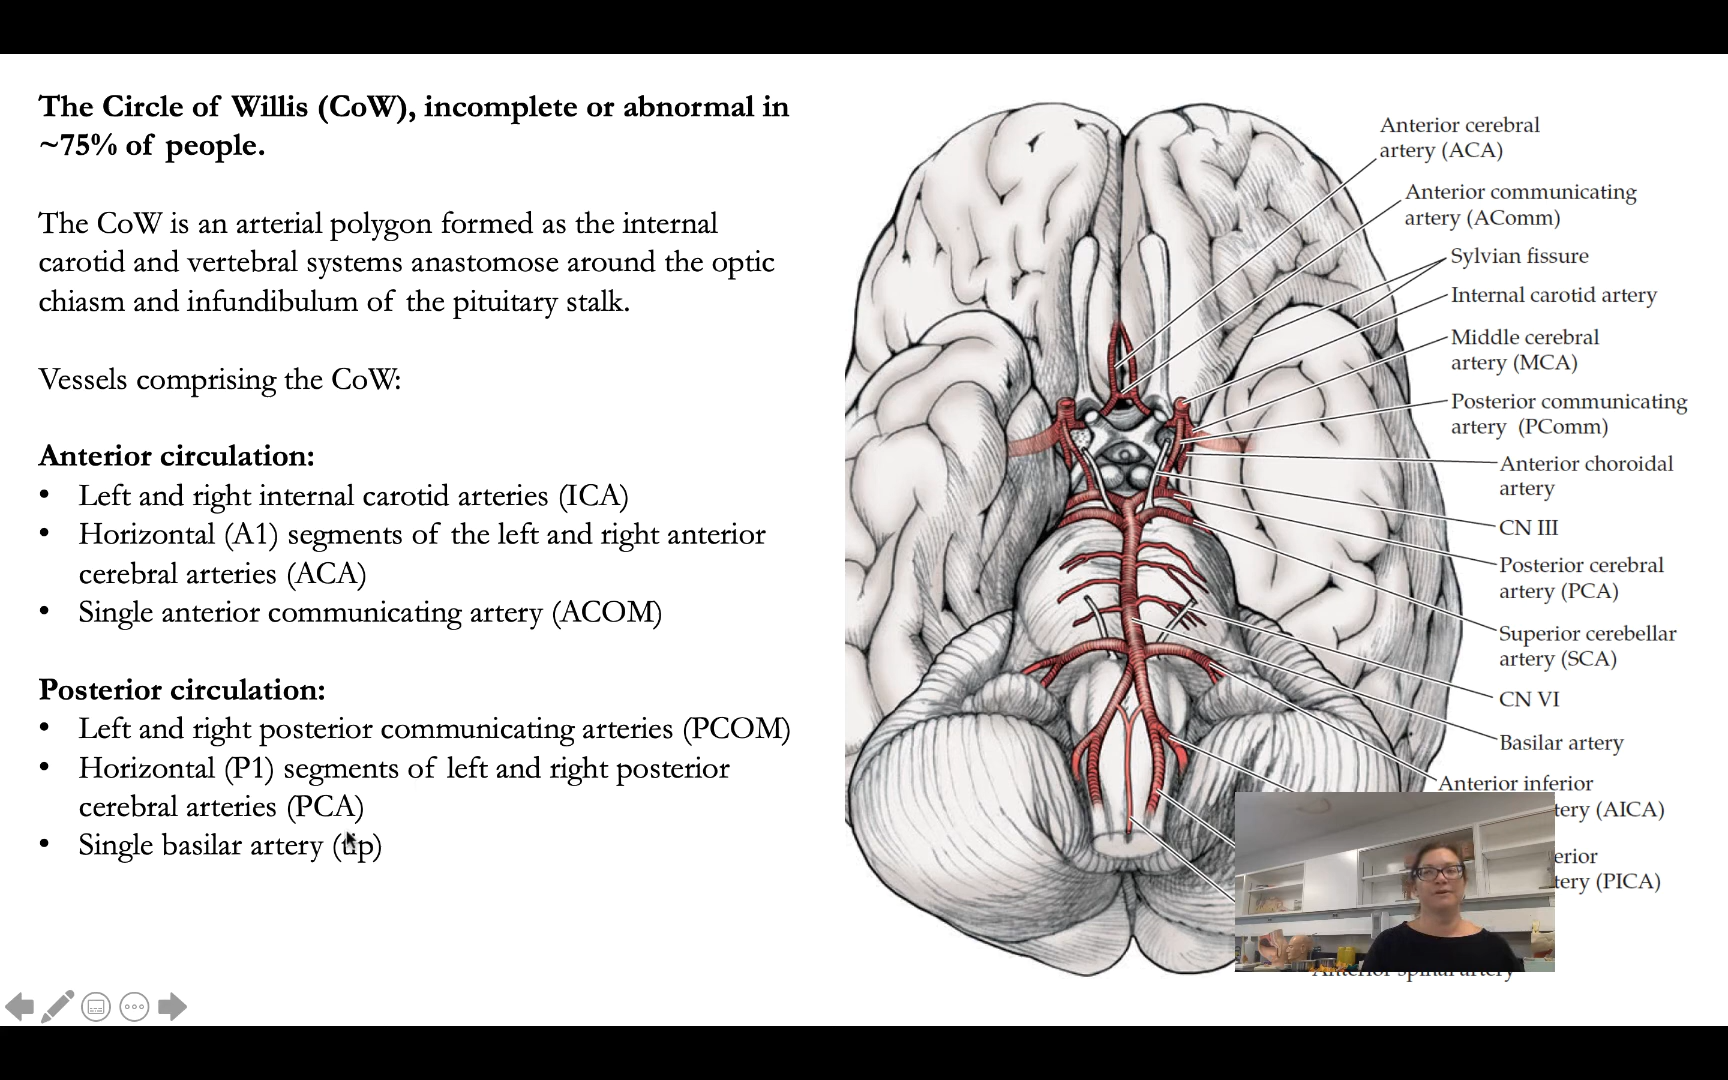 The Circle of Willis (CoW), incomplete or abnormal in
~75% of people.
The CoW is an arterial polygon formed as the internal
carotid and vertebral systems anastomose around the optic
chiasm and infundibulum of the pituitary stalk.
Vessels comprising the CoW:
Anterior circulation:
• Left and right internal carotid arteries (ICA)
• Horizontal (A1) segments of the left and right anterior
cerebral arteries (ACA)
• Single anterior communicating artery (ACOM)
Posterior circulation:
• Left and right posterior communicating arteries (PCOM)
• Horizontal (P1) segments of left and right posterior
cerebral arteries (PCA)
• Single basilar artery (tip)
Anterior cerebral
artery (ACA)
Anterior communicating
artery (AComm)
Sylvian fissure
Internal carotid artery
Middle cerebral
artery (MCA)
Posterior communicating
artery (PComm)
Anterior choroidal
artery
CN III
Posterior cerebral
artery (PCA)
Superior cerebellar
artery (SCA)
CN VI
Basilar artery
Anterior inferior
(AICA)
(PICA)
Anterior spinal artery